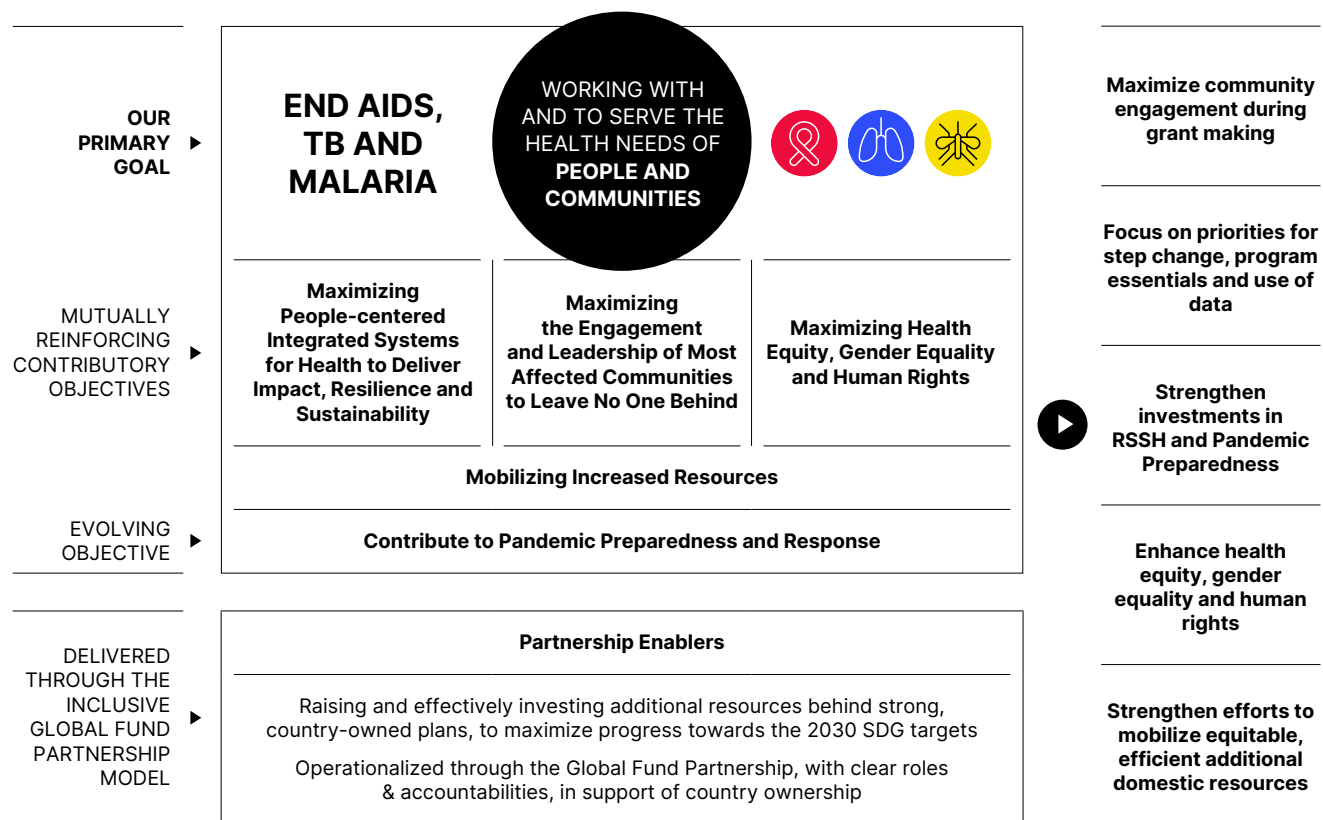 OUR
PRIMARY
GOAL
END AIDS,
TB AND
MALARIA
WORKING WITH
AND TO SERVE THE
HEALTH NEEDS OF
PEOPLE AND
COMMUNITIES
MUTUALLY
REINFORCING
CONTRIBUTORY
OBJECTIVES
Maximizing
People-centered
Integrated Systems
for Health to Deliver
Impact, Resilience and
Sustainability
Maximizing
the Engagement
and Leadership of Most
Affected Communities
to Leave No One Behind
Maximizing Health
Equity, Gender Equality
and Human Rights
Mobilizing Increased Resources
EVOLVING
OBJECTIVE
Contribute to Pandemic Preparedness and Response
DELIVERED
THROUGH THE
INCLUSIVE
GLOBAL FUND
PARTNERSHIP
MODEL
Partnership Enablers
Raising and effectively investing additional resources behind strong,
country-owned plans, to maximize progress towards the 2030 SDG targets
Operationalized through the Global Fund Partnership, with clear roles
& accountabilities, in support of country ownership
Maximize community
engagement during
grant making
Focus on priorities for
step change, program
essentials and use of
data
Strengthen
investments in
RSSH and Pandemic
Preparedness
Enhance health
equity, gender
equality and human
rights
Strengthen efforts to
mobilize equitable,
efficient additional
domestic resources